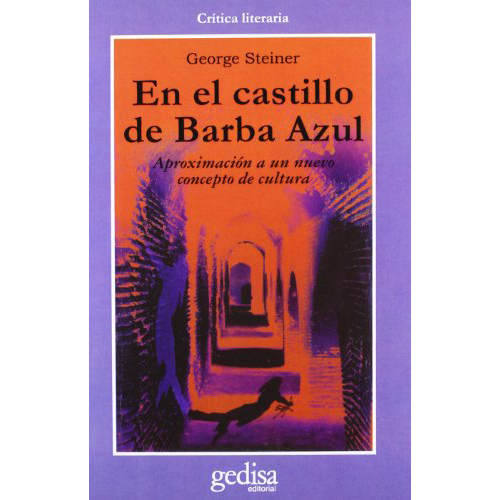 Crítica literaria
George Steiner
En el castillo
de Barba Azul
Aproximación a un nuevo
concepto de cultura
gedisa
editorial